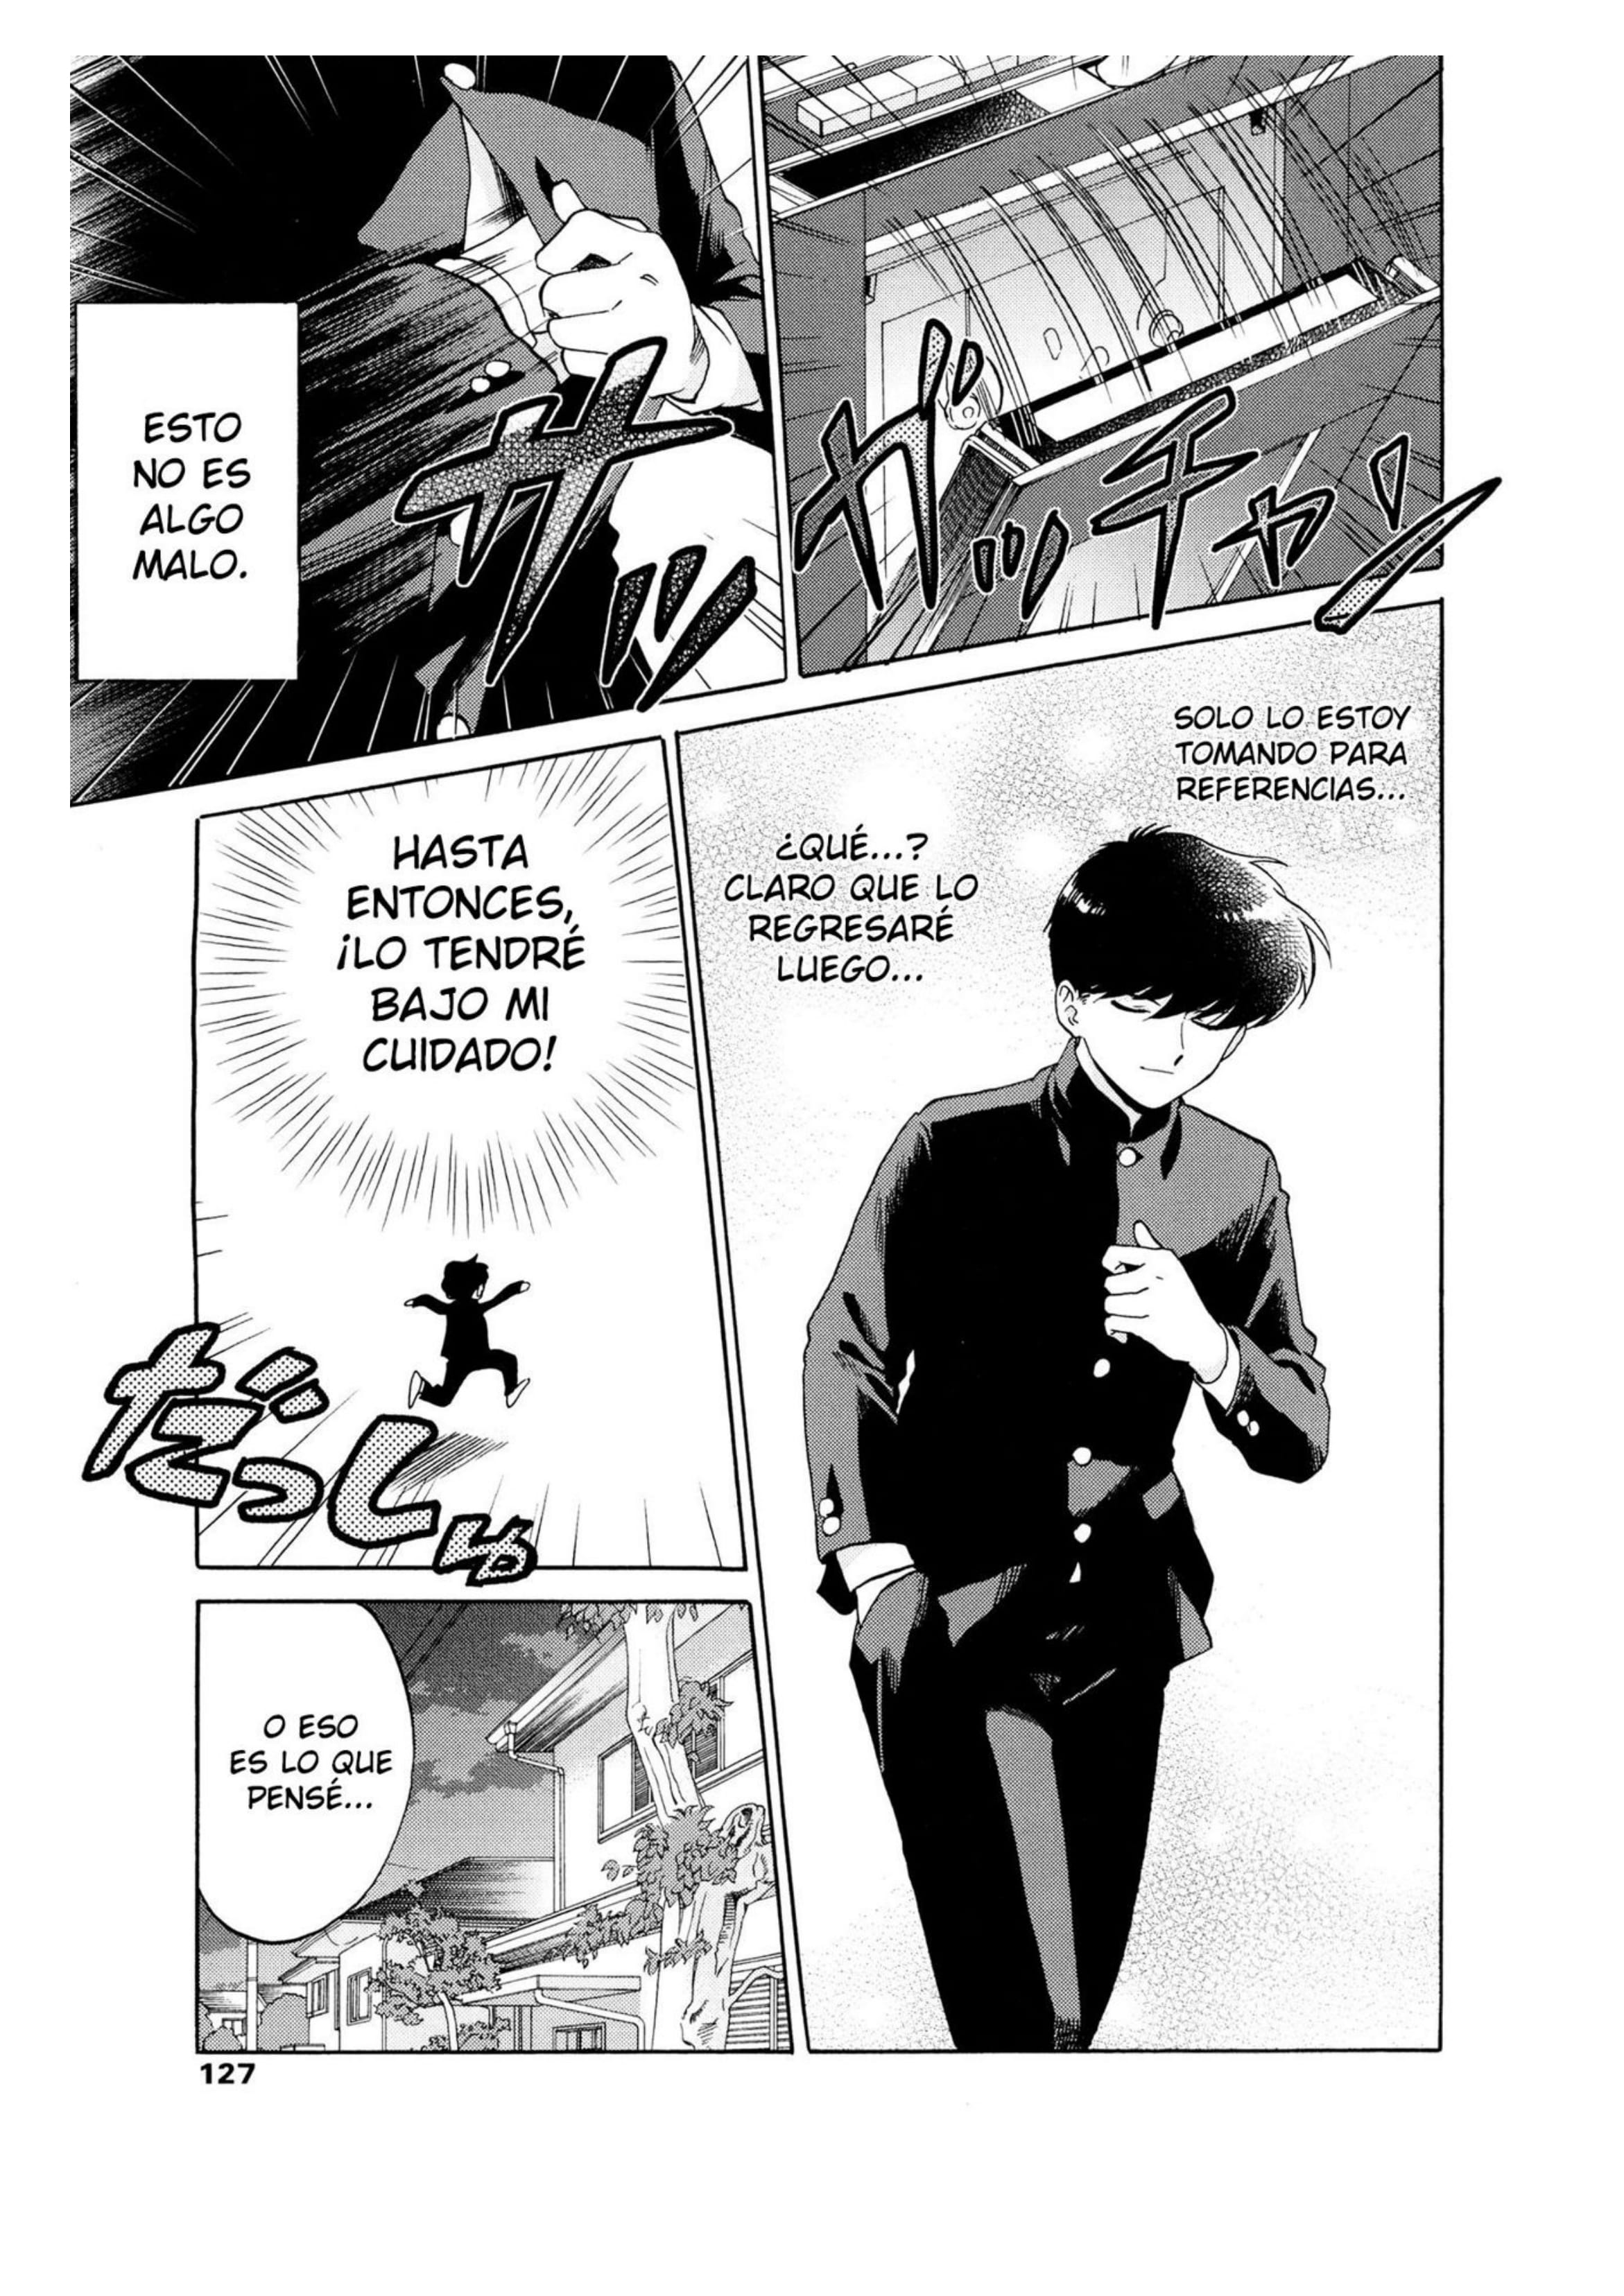 ガッチャン
ESTO
NO ES
ALGO
MALO.
サッ
SOLO LO ESTOY
TOMANDO PARA
REFERENCIAS...
¿QUÉ...?
CLARO QUE LO
REGRESARÉ
LUEGO...
HASTA
ENTONCES,
¡LO TENDRÉ
BAJO MI
CUIDADO!
だっしゅ
O ESO
ES LO QUE
PENSÉ...
127